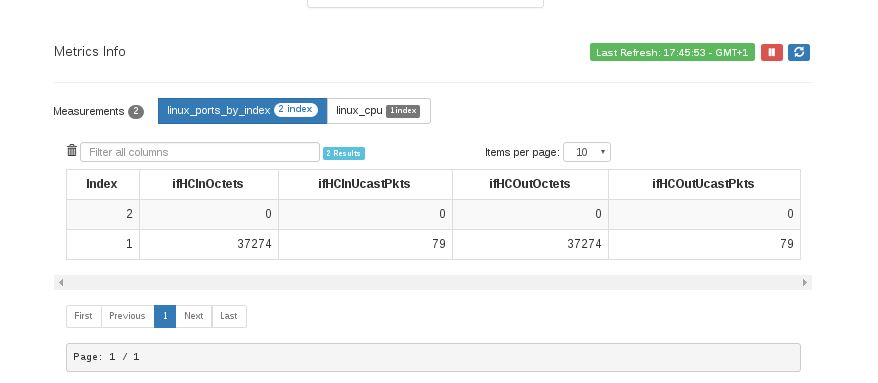 Metrics Info Last Refresh: 17:45:53 - GMT+1
Measurements 2 linux_ports_by_index 2 index linux_cpu 1 index
Filter all columns 2 Results Items per page: 10
Index ifHCInOctets ifHCInUcastPkts ifHCOutOctets ifHCOutUcastPkts
2 0 0 0 0
1 37274 79 37274 79
First Previous 1 Next Last
Page: 1 / 1